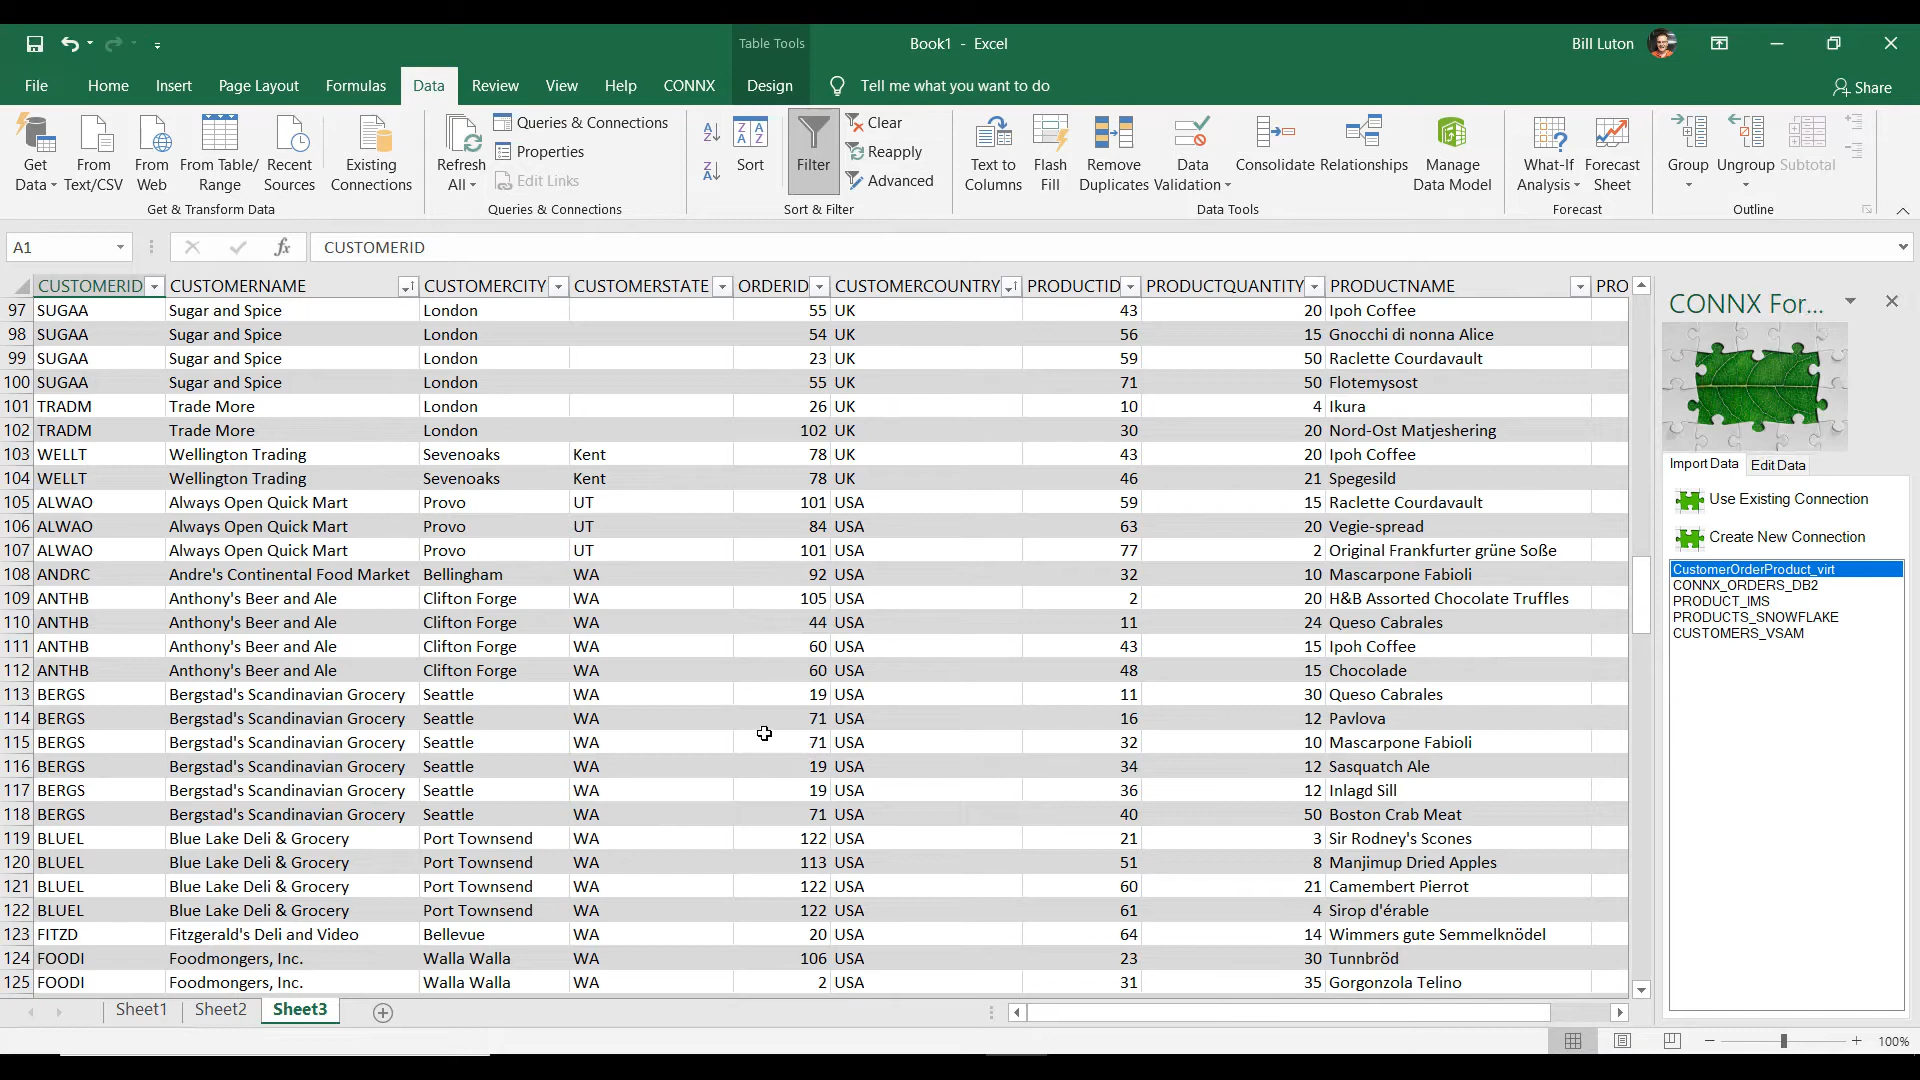 Table Tools
Book1 - Excel
Bill Luton
File Home Insert Page Layout Formulas Data Review View Help CONNX Design Tell me what you want to do Share
Get Data
From Text/CSV
From Web
From Table/ Range
Recent Sources
Existing Connections
Get & Transform Data
Refresh All
Queries & Connections
Properties
Edit Links
Queries & Connections
Sort
Filter
Clear
Reapply
Advanced
Sort & Filter
Text to Columns
Flash Fill
Remove Duplicates
Data Validation
Consolidate
Relationships
Manage Data Model
Data Tools
What-If Analysis
Forecast Sheet
Forecast
Group
Ungroup
Subtotal
Outline
A1 fx CUSTOMERID
CUSTOMERID CUSTOMERNAME CUSTOMERCITY CUSTOMERSTATE ORDERID CUSTOMERCOUNTRY PRODUCTID PRODUCTQUANTITY PRODUCTNAME PRO
97 SUGAA Sugar and Spice London 55 UK 43 20 Ipoh Coffee
98 SUGAA Sugar and Spice London 54 UK 56 15 Gnocchi di nonna Alice
99 SUGAA Sugar and Spice London 23 UK 59 50 Raclette Courdavault
100 SUGAA Sugar and Spice London 55 UK 71 50 Flotemysost
101 TRADM Trade More London 26 UK 10 4 Ikura
102 TRADM Trade More London 102 UK 30 20 Nord-Ost Matjeshering
103 WELLT Wellington Trading Sevenoaks Kent 78 UK 43 20 Ipoh Coffee
104 WELLT Wellington Trading Sevenoaks Kent 78 UK 46 21 Spegesild
105 ALWAO Always Open Quick Mart Provo UT 101 USA 59 15 Raclette Courdavault
106 ALWAO Always Open Quick Mart Provo UT 84 USA 63 20 Vegie-spread
107 ALWAO Always Open Quick Mart Provo UT 101 USA 77 2 Original Frankfurter grüne Soße
108 ANDRC Andre's Continental Food Market Bellingham WA 92 USA 32 10 Mascarpone Fabioli
109 ANTHB Anthony's Beer and Ale Clifton Forge WA 105 USA 2 20 H&B Assorted Chocolate Truffles
110 ANTHB Anthony's Beer and Ale Clifton Forge WA 44 USA 11 24 Queso Cabrales
111 ANTHB Anthony's Beer and Ale Clifton Forge WA 60 USA 43 15 Ipoh Coffee
112 ANTHB Anthony's Beer and Ale Clifton Forge WA 60 USA 48 15 Chocolade
113 BERGS Bergstad's Scandinavian Grocery Seattle WA 19 USA 11 30 Queso Cabrales
114 BERGS Bergstad's Scandinavian Grocery Seattle WA 71 USA 16 12 Pavlova
115 BERGS Bergstad's Scandinavian Grocery Seattle WA 71 USA 32 10 Mascarpone Fabioli
116 BERGS Bergstad's Scandinavian Grocery Seattle WA 19 USA 34 12 Sasquatch Ale
117 BERGS Bergstad's Scandinavian Grocery Seattle WA 19 USA 36 12 Inlagd Sill
118 BERGS Bergstad's Scandinavian Grocery Seattle WA 71 USA 40 50 Boston Crab Meat
119 BLUEL Blue Lake Deli & Grocery Port Townsend WA 122 USA 21 3 Sir Rodney's Scones
120 BLUEL Blue Lake Deli & Grocery Port Townsend WA 113 USA 51 8 Manjimup Dried Apples
121 BLUEL Blue Lake Deli & Grocery Port Townsend WA 122 USA 60 21 Camembert Pierrot
122 BLUEL Blue Lake Deli & Grocery Port Townsend WA 122 USA 61 4 Sirop d'érable
123 FITZD Fitzgerald's Deli and Video Bellevue WA 20 USA 64 14 Wimmers gute Semmelknödel
124 FOODI Foodmongers, Inc. Walla Walla WA 106 USA 23 30 Tunnbröd
125 FOODI Foodmongers, Inc. Walla Walla WA 2 USA 31 35 Gorgonzola Telino
CONNX For...
Import Data Edit Data
Use Existing Connection
Create New Connection
CustomerOrderProduct_virt
CONNX_ORDERS_DB2
PRODUCT_IMS
PRODUCTS_SNOWFLAKE
CUSTOMERS_VSAM
Sheet1 Sheet2 Sheet3
100%